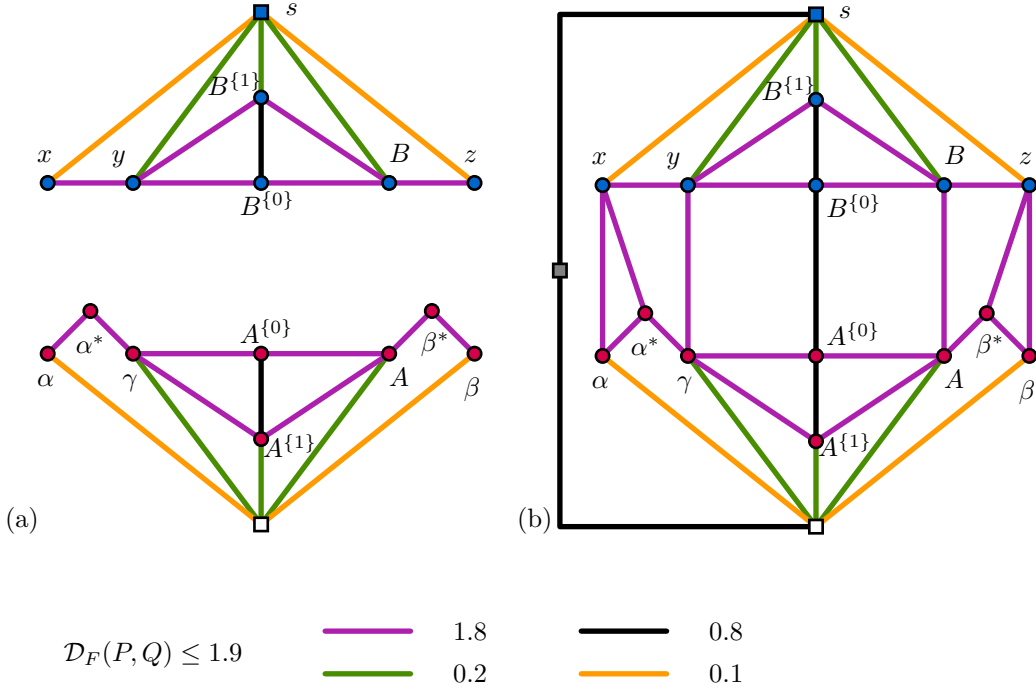 s
B^{1}
x y B z
B^{0}
α* A^{0} β*
α γ A β
A^{1}
(a)
s
B^{1}
x y B z
B^{0}
A^{0}
α* β*
α γ A β
A^{1}
(b)
D_F(P, Q) ≤ 1.9
1.8 0.8
0.2 0.1